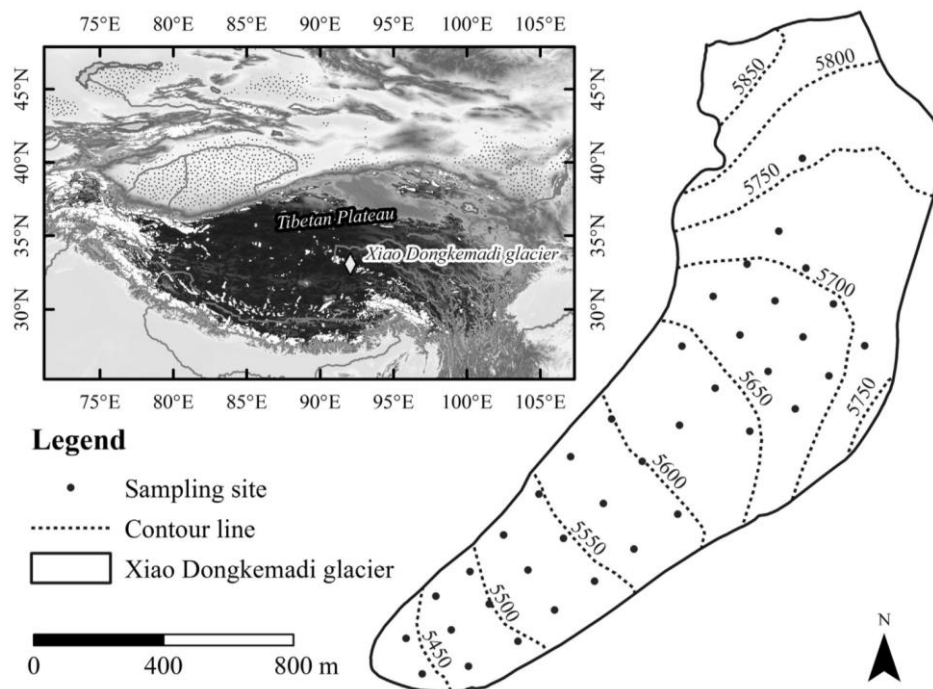 75°E 80°E 85°E 90°E 95°E 100°E 105°E
45°N 45°N
40°N 40°N
35°N 35°N
30°N 30°N
Tibetan Plateau
Xiao Dongkemadi glacier
75°E 80°E 85°E 90°E 95°E 100°E 105°E
5850
5800
5750
5700
5650
5750
5600
5550
5500
5450
Legend
Sampling site
Contour line
Xiao Dongkemadi glacier
0 400 800 m
N